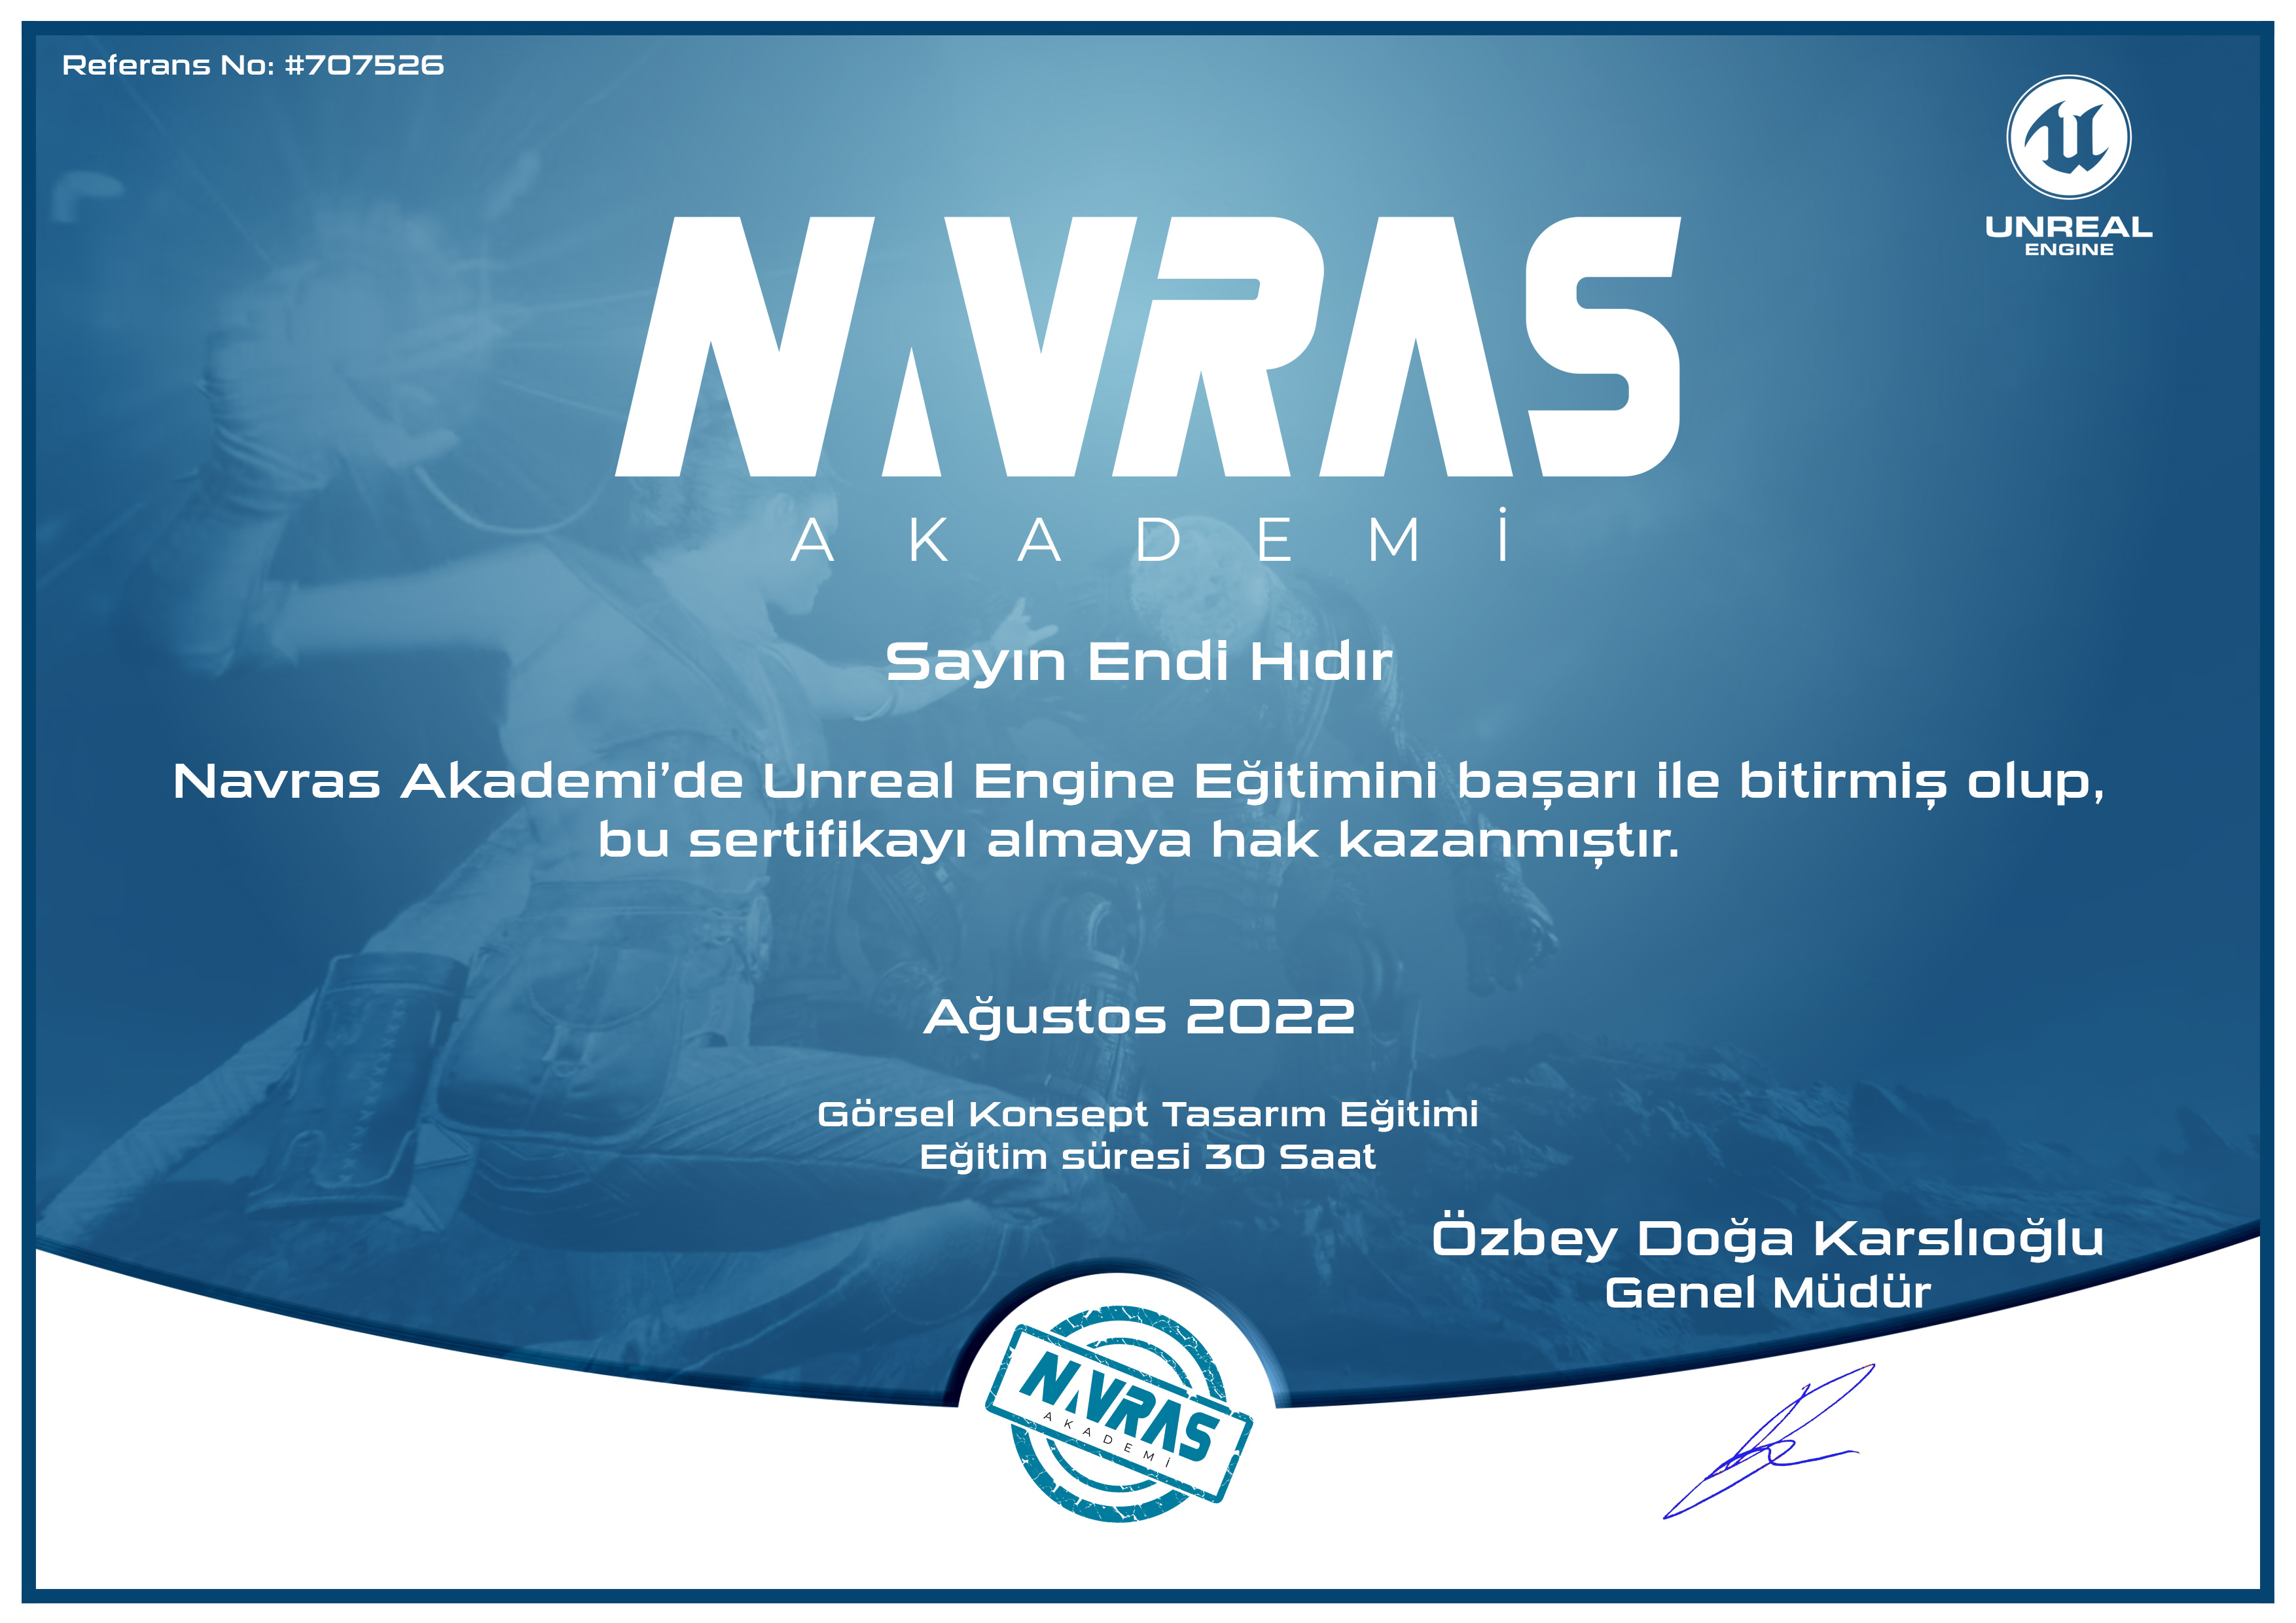 Referans No: #707526
UNREAL
ENGINE
NAVRAS
AKADEMİ
Sayın Endi Hıdır
Navras Akademi’de Unreal Engine Eğitimini başarı ile bitirmiş olup,
bu sertifikayı almaya hak kazanmıştır.
Ağustos 2022
Görsel Konsept Tasarım Eğitimi
Eğitim süresi 30 Saat
Özbey Doğa Karslıoğlu
Genel Müdür
NAVRAS
AKADEMİ